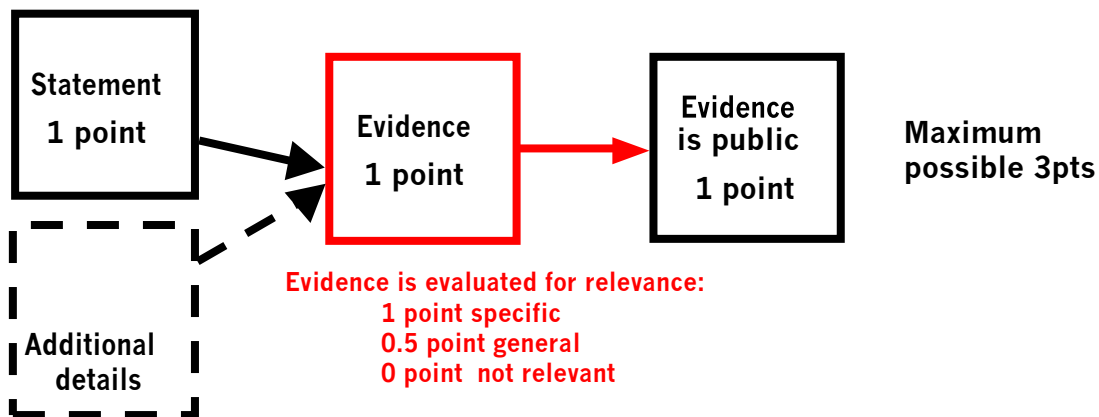 Statement
1 point
Additional
details
Evidence
1 point
Evidence is evaluated for relevance:
1 point specific
0.5 point general
0 point not relevant
Evidence
is public
1 point
Maximum
possible 3pts